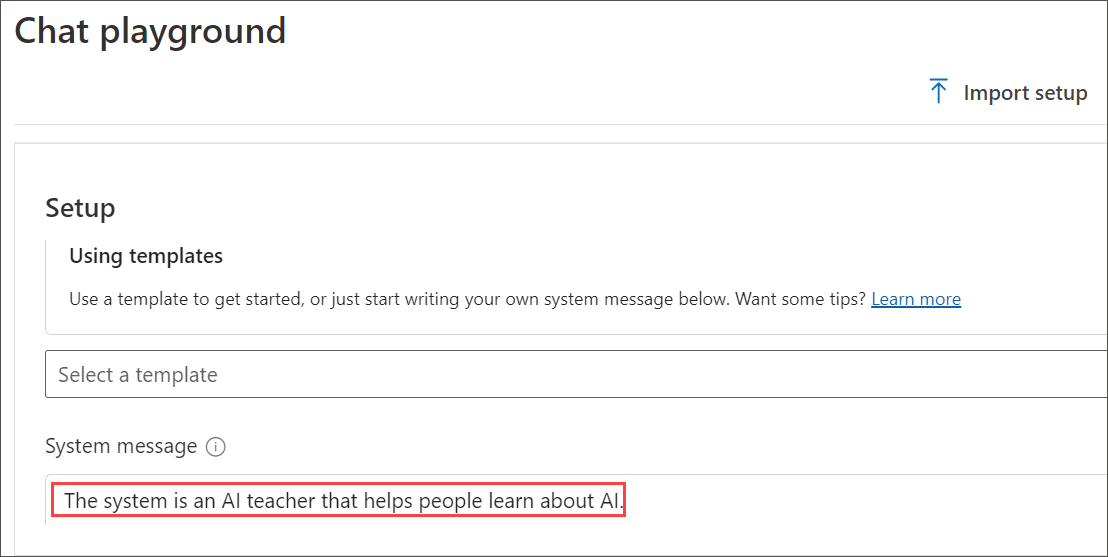 Chat playground
Import setup
Setup
Using templates
Use a template to get started, or just start writing your own system message below. Want some tips? Learn more
Select a template
System message
The system is an AI teacher that helps people learn about AI.